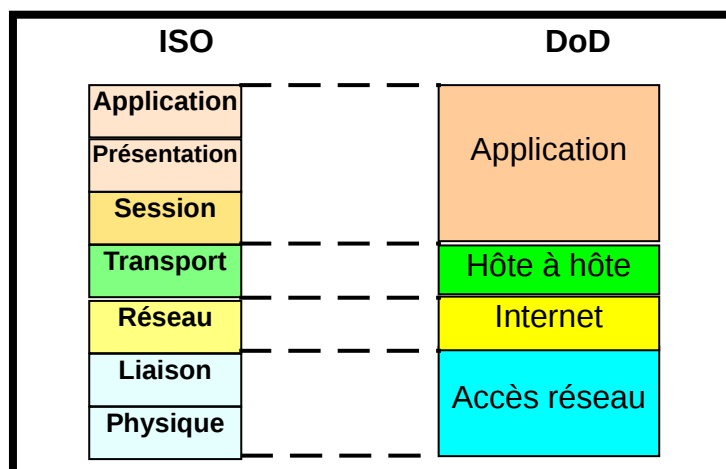 ISO
DoD
Application
Présentation
Session
Transport
Réseau
Liaison
Physique
Application
Hôte à hôte
Internet
Accès réseau